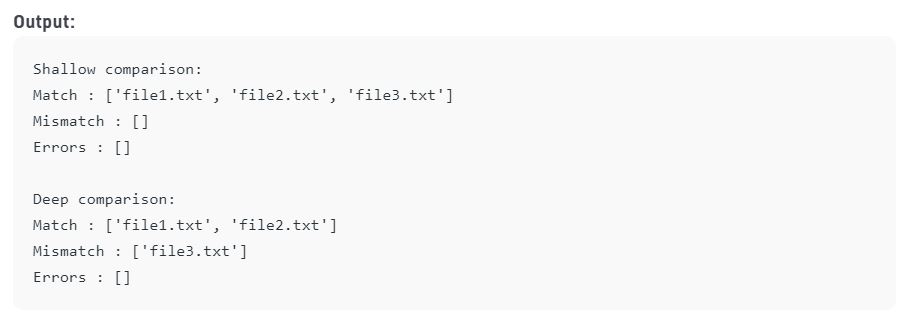 Output:
Shallow comparison:
Match : ['file1.txt', 'file2.txt', 'file3.txt']
Mismatch : []
Errors : []
Deep comparison:
Match : ['file1.txt', 'file2.txt']
Mismatch : ['file3.txt']
Errors : []